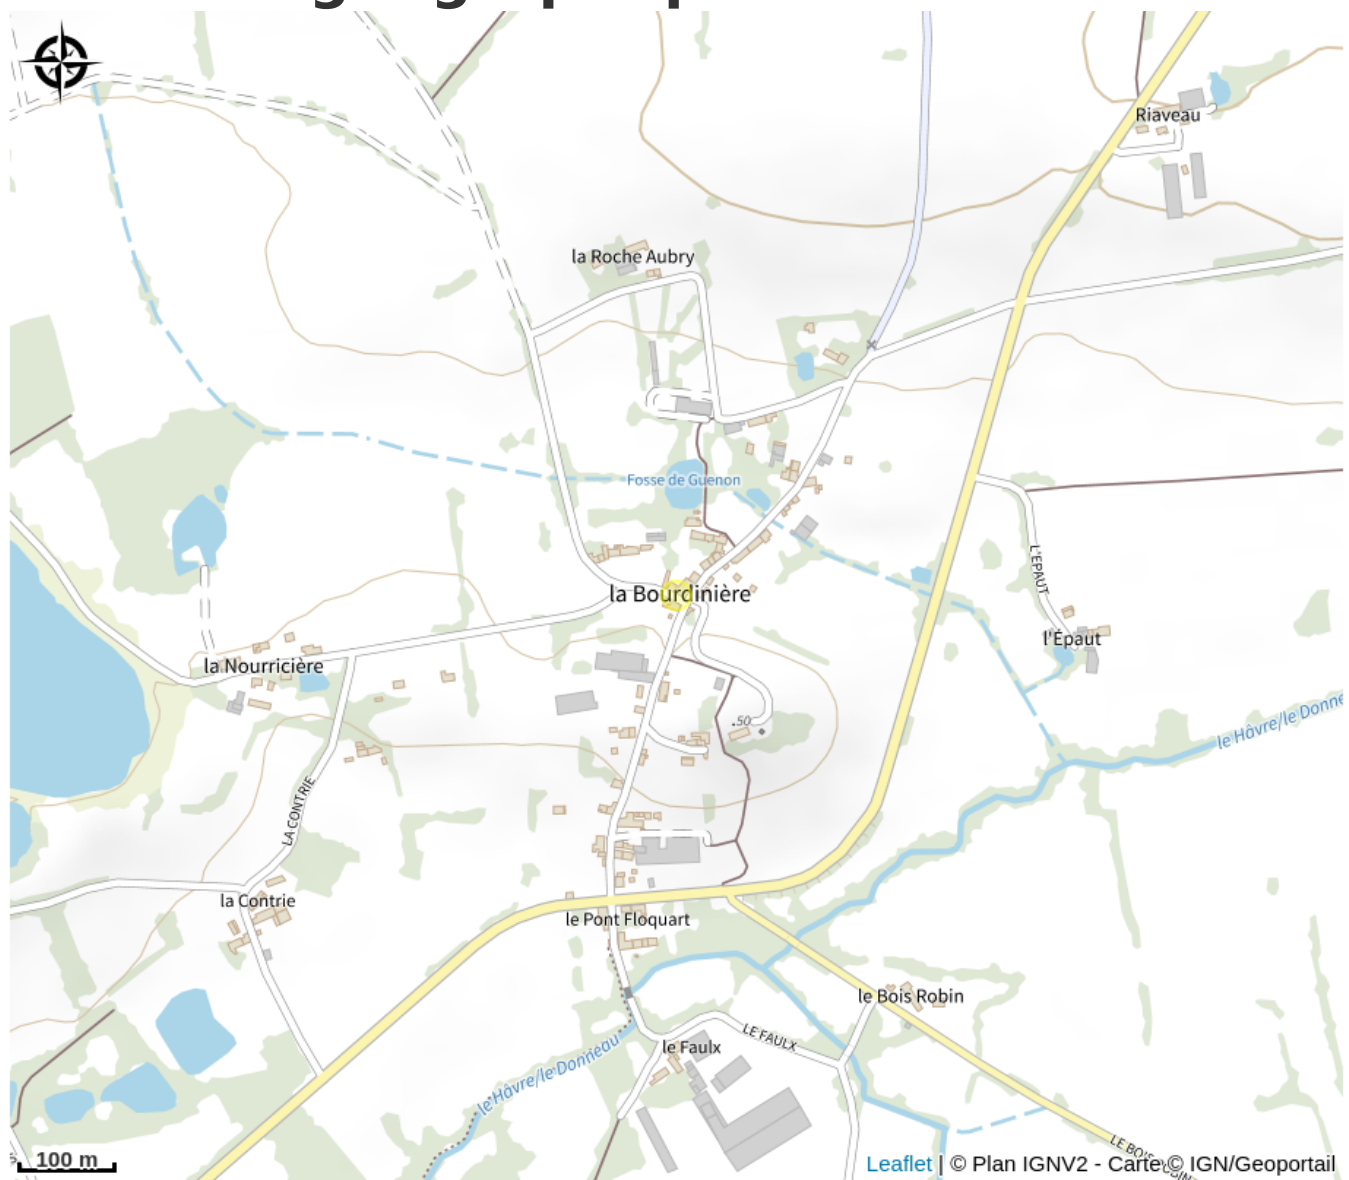 Riaveau
la Roche Aubry
Fosse de Guenon
L'EPAUT
la Bourdinière
l'Épaut
la Nourricière
.50
le Hâvre/le Donne
LA CONTRIE
la Contrie
le Pont Floquart
le Bois Robin
LE FAULX
le Faulx
le Hâvre/le Donneau
100 m
Leaflet | © Plan IGNV2 - Carte © IGN/Geoportail